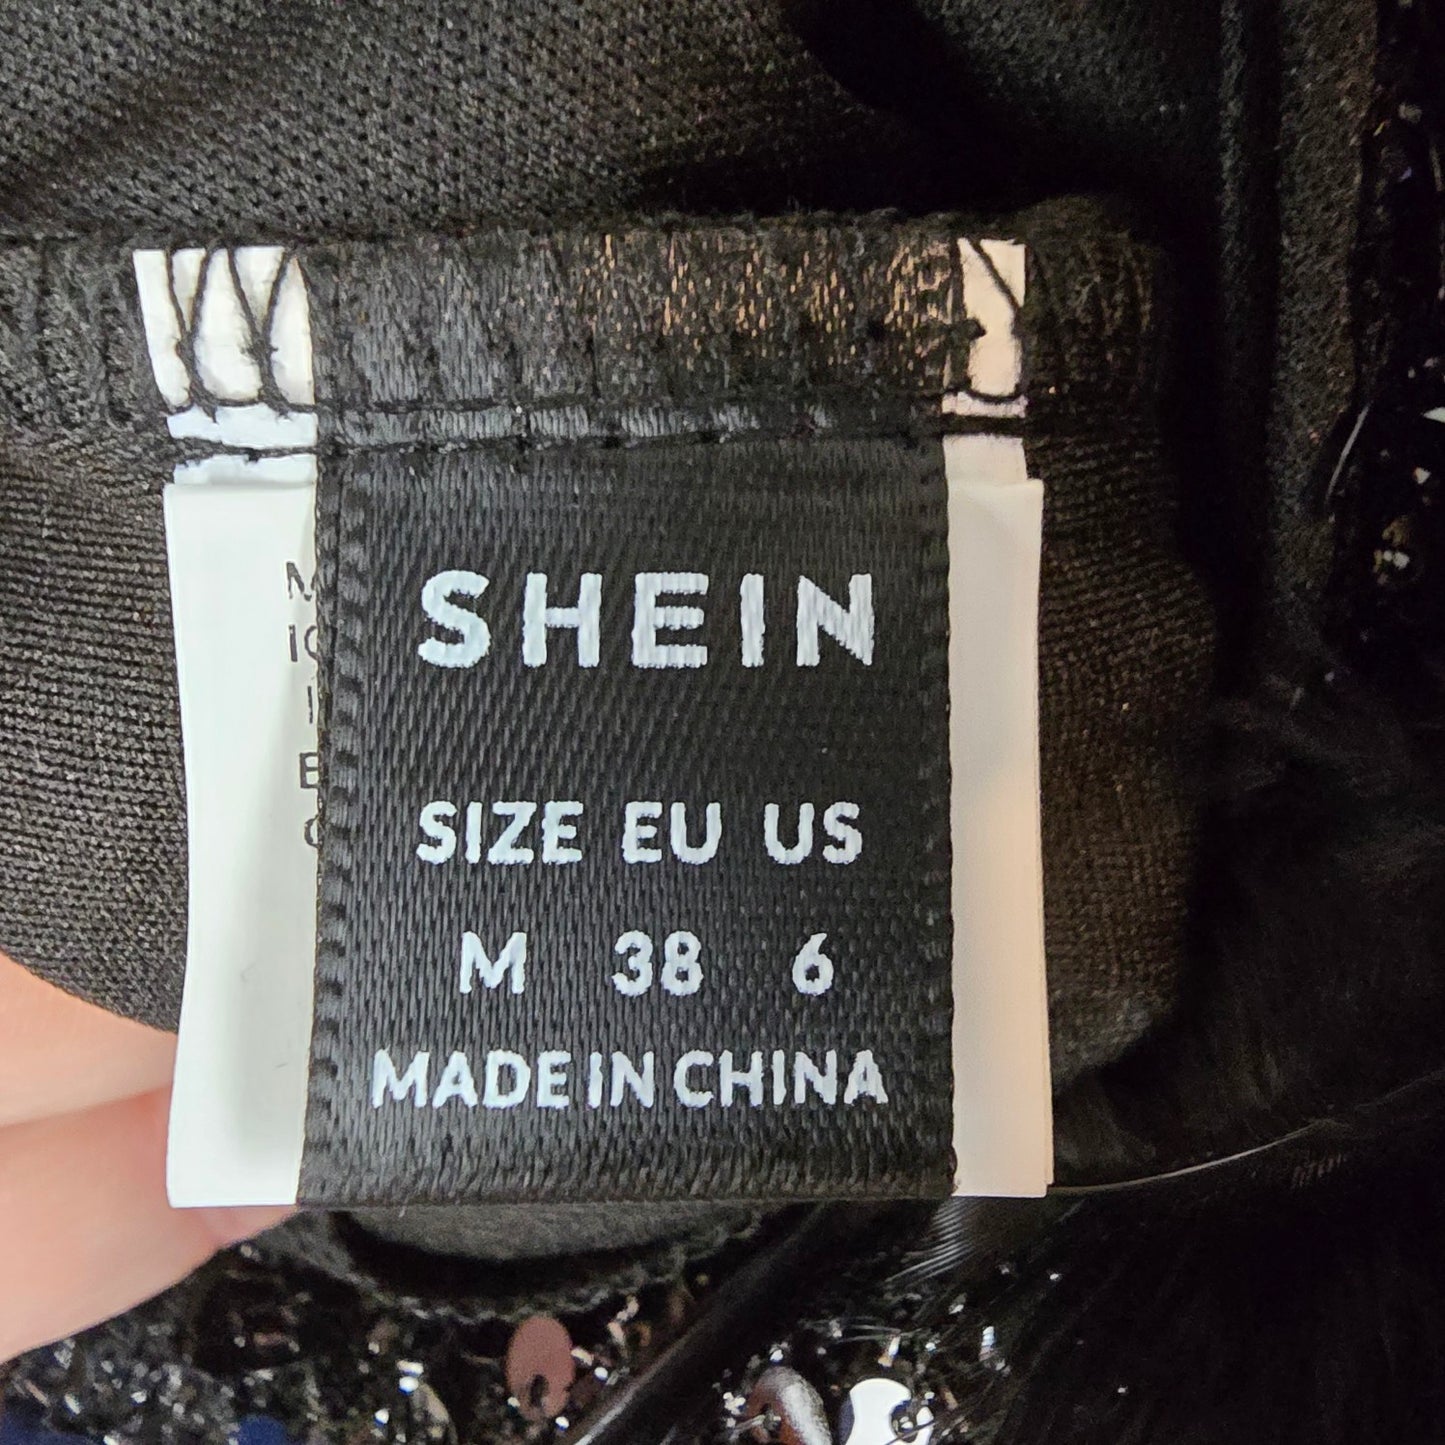 SHEIN
SIZE EU US
M 38 6
MADE IN CHINA